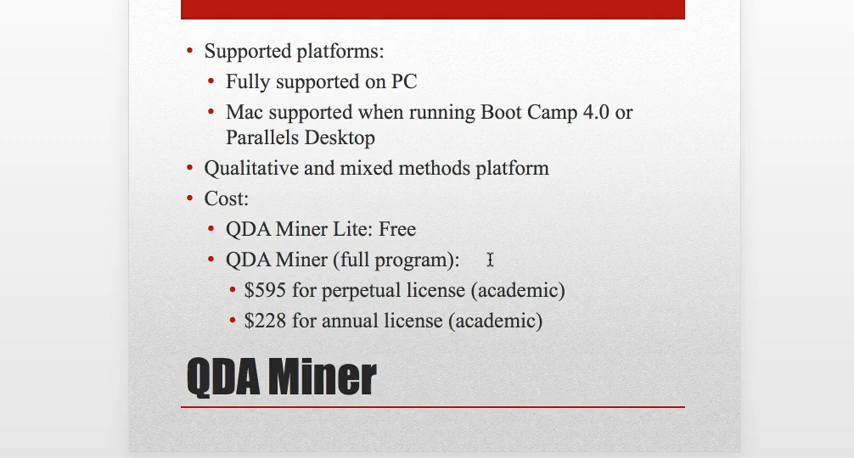 • Supported platforms:
• Fully supported on PC
• Mac supported when running Boot Camp 4.0 or
Parallels Desktop
• Qualitative and mixed methods platform
• Cost:
• QDA Miner Lite: Free
• QDA Miner (full program):
• $595 for perpetual license (academic)
• $228 for annual license (academic)
QDA Miner